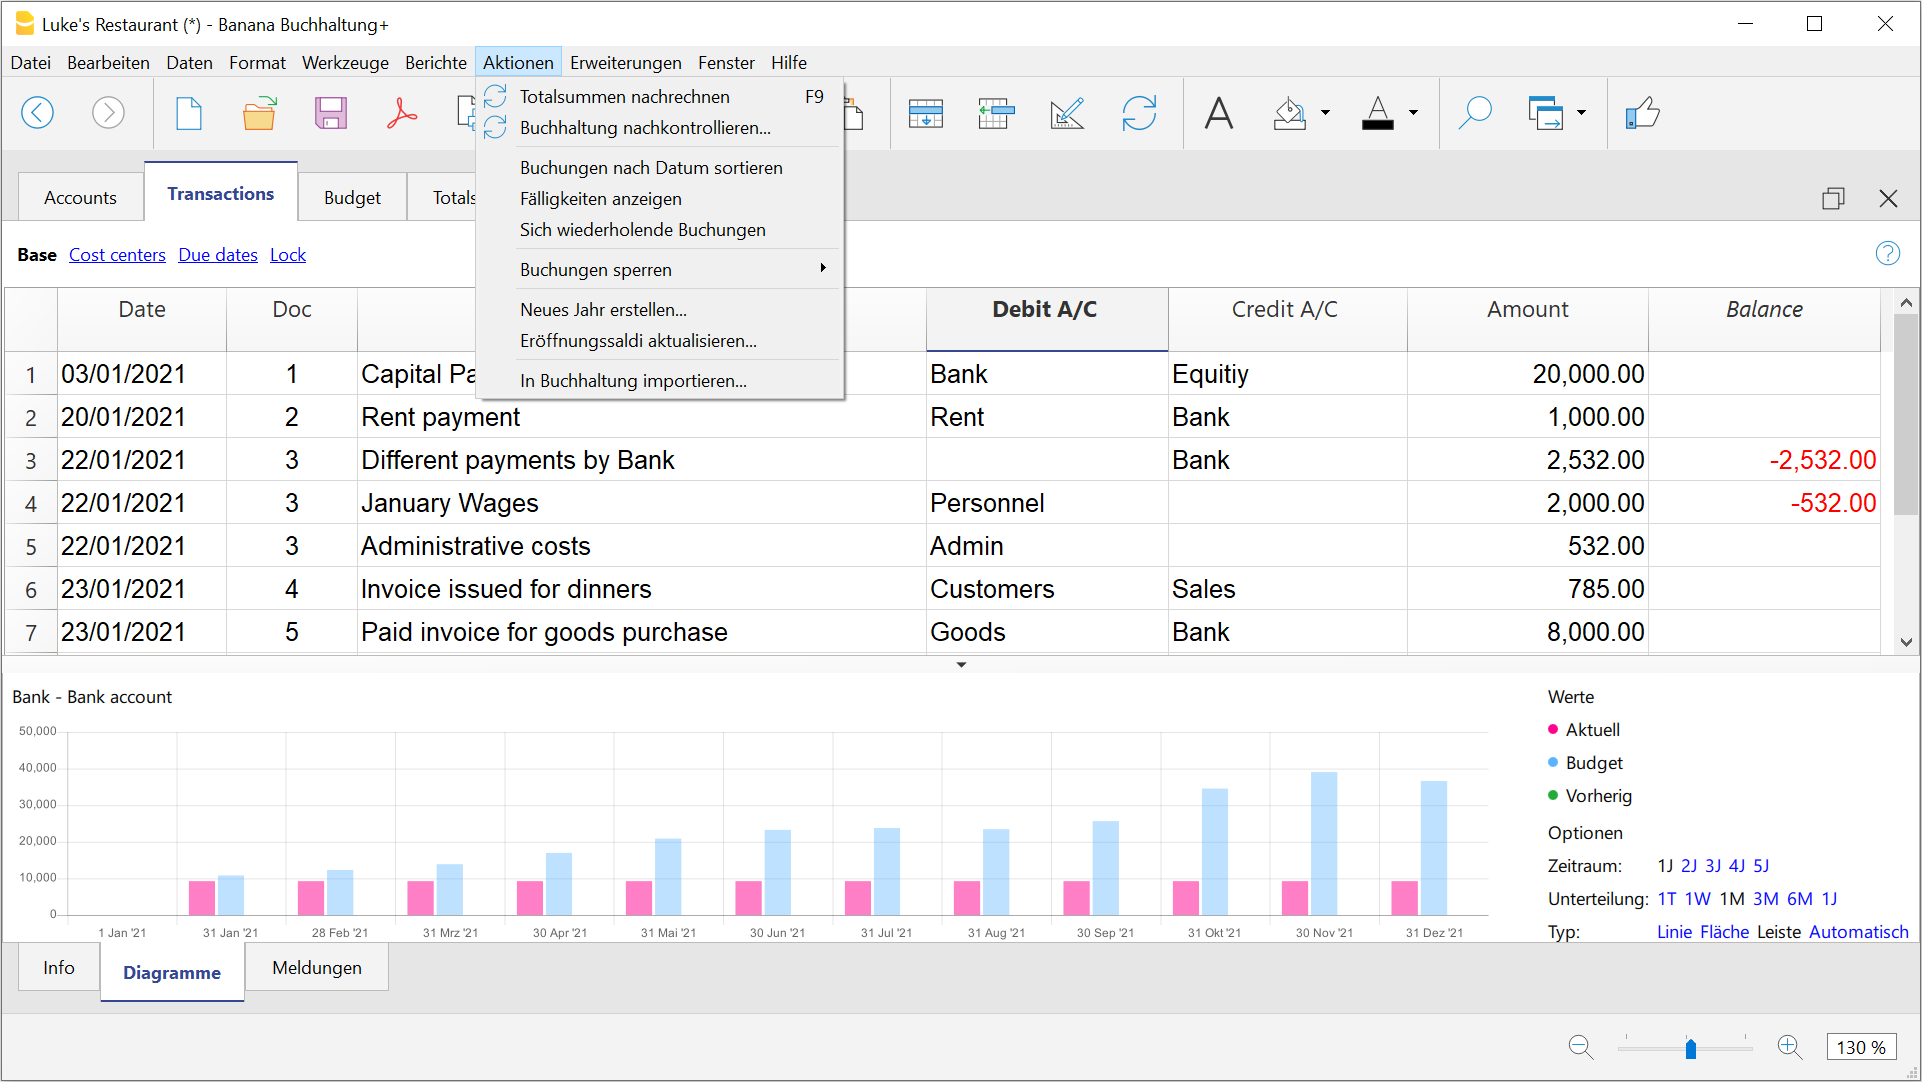 Luke's Restaurant (*) - Banana Buchhaltung+
Datei Bearbeiten Daten Format Werkzeuge Berichte Aktionen Erweiterungen Fenster Hilfe
Totalsummen nachrechnen F9
Buchhaltung nachkontrollieren...
Buchungen nach Datum sortieren
Fälligkeiten anzeigen
Sich wiederholende Buchungen
Buchungen sperren
Neues Jahr erstellen...
Eröffnungssaldi aktualisieren...
In Buchhaltung importieren...
Accounts Transactions Budget Totals
Base Cost centers Due dates Lock
Date Doc Debit A/C Credit A/C Amount Balance
1 03/01/2021 1 Capital Pa Bank Equitiy 20,000.00
2 20/01/2021 2 Rent payment Rent Bank 1,000.00
3 22/01/2021 3 Different payments by Bank Bank 2,532.00 -2,532.00
4 22/01/2021 3 January Wages Personnel 2,000.00 -532.00
5 22/01/2021 3 Administrative costs Admin 532.00
6 23/01/2021 4 Invoice issued for dinners Customers Sales 785.00
7 23/01/2021 5 Paid invoice for goods purchase Goods Bank 8,000.00
Bank - Bank account
50,000
40,000
30,000
20,000
10,000
0
1 Jan '21 31 Jan '21 28 Feb '21 31 Mrz '21 30 Apr '21 31 Mai '21 30 Jun '21 31 Jul '21 31 Aug '21 30 Sep '21 31 Okt '21 30 Nov '21 31 Dez '21
Werte
Aktuell
Budget
Vorherig
Optionen
Zeitraum: 1J 2J 3J 4J 5J
Unterteilung: 1T 1W 1M 3M 6M 1J
Typ: Linie Fläche Leiste Automatisch
Info Diagramme Meldungen
130 %